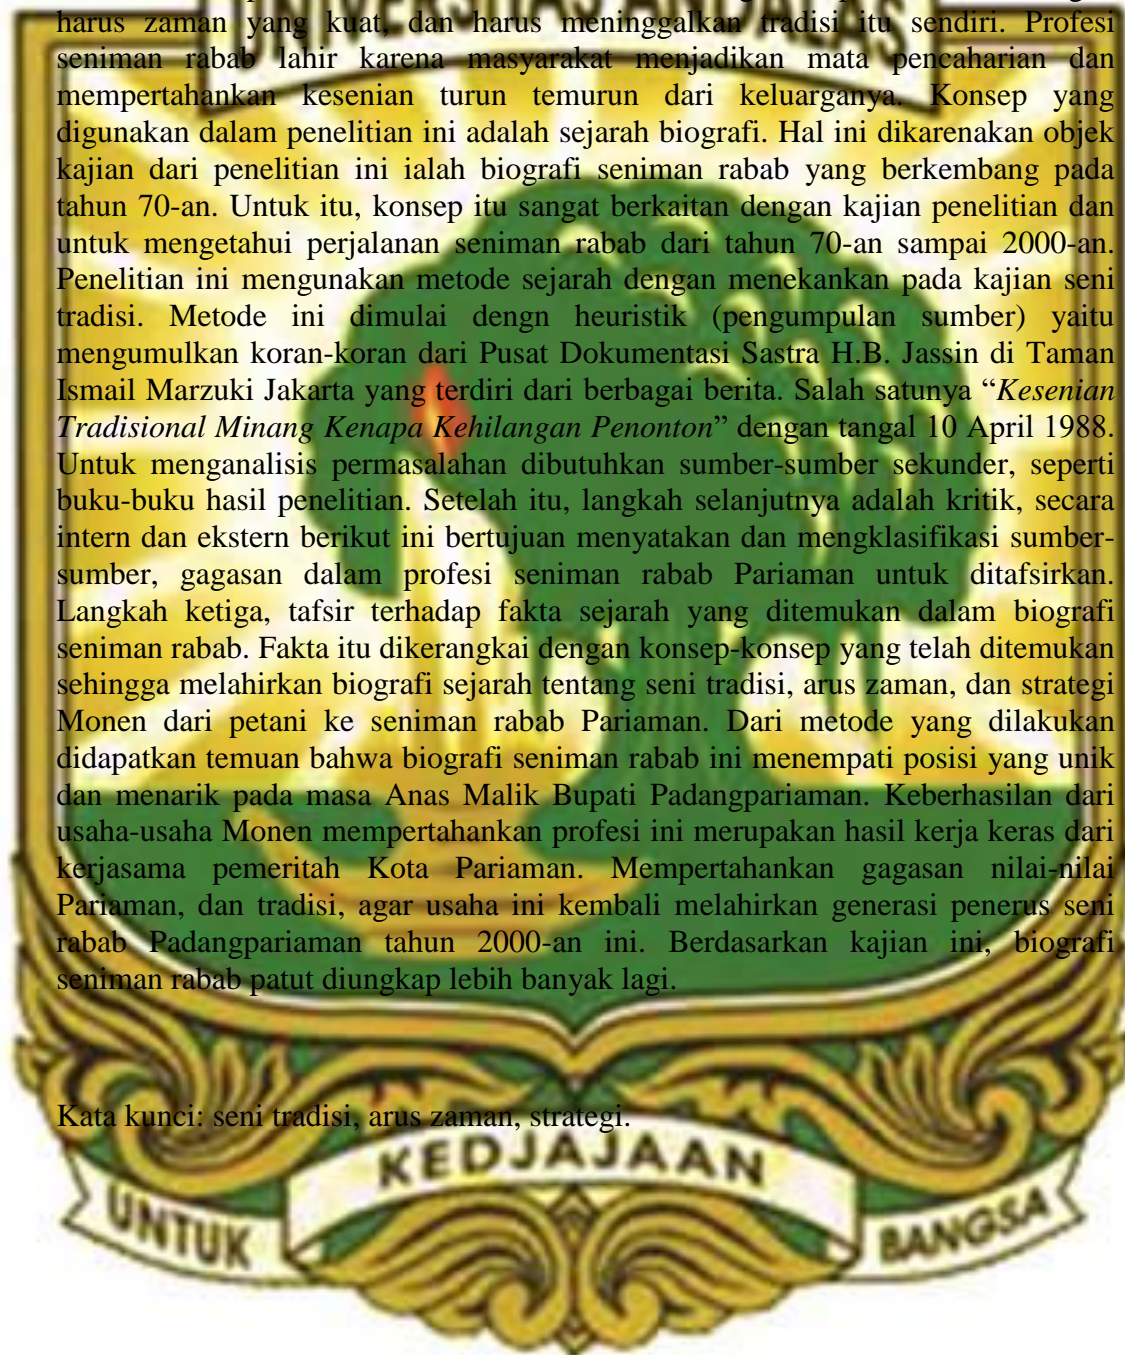 UNIVERSITAS ANDALAS
harus zaman yang kuat, dan harus meninggalkan tradisi itu sendiri. Profesi
seniman rabab lahir karena masyarakat menjadikan mata pencaharian dan
mempertahankan kesenian turun temurun dari keluarganya. Konsep yang
digunakan dalam penelitian ini adalah sejarah biografi. Hal ini dikarenakan objek
kajian dari penelitian ini ialah biografi seniman rabab yang berkembang pada
tahun 70-an. Untuk itu, konsep itu sangat berkaitan dengan kajian penelitian dan
untuk mengetahui perjalanan seniman rabab dari tahun 70-an sampai 2000-an.
Penelitian ini mengunakan metode sejarah dengan menekankan pada kajian seni
tradisi. Metode ini dimulai dengn heuristik (pengumpulan sumber) yaitu
mengumulkan koran-koran dari Pusat Dokumentasi Sastra H.B. Jassin di Taman
Ismail Marzuki Jakarta yang terdiri dari berbagai berita. Salah satunya “Kesenian
Tradisional Minang Kenapa Kehilangan Penonton” dengan tangal 10 April 1988.
Untuk menganalisis permasalahan dibutuhkan sumber-sumber sekunder, seperti
buku-buku hasil penelitian. Setelah itu, langkah selanjutnya adalah kritik, secara
intern dan ekstern berikut ini bertujuan menyatakan dan mengklasifikasi sumber-
sumber, gagasan dalam profesi seniman rabab Pariaman untuk ditafsirkan.
Langkah ketiga, tafsir terhadap fakta sejarah yang ditemukan dalam biografi
seniman rabab. Fakta itu dikerangkai dengan konsep-konsep yang telah ditemukan
sehingga melahirkan biografi sejarah tentang seni tradisi, arus zaman, dan strategi
Monen dari petani ke seniman rabab Pariaman. Dari metode yang dilakukan
didapatkan temuan bahwa biografi seniman rabab ini menempati posisi yang unik
dan menarik pada masa Anas Malik Bupati Padangpariaman. Keberhasilan dari
usaha-usaha Monen mempertahankan profesi ini merupakan hasil kerja keras dari
kerjasama pemeritah Kota Pariaman. Mempertahankan gagasan nilai-nilai
Pariaman, dan tradisi, agar usaha ini kembali melahirkan generasi penerus seni
rabab Padangpariaman tahun 2000-an ini. Berdasarkan kajian ini, biografi
seniman rabab patut diungkap lebih banyak lagi.
Kata kunci: seni tradisi, arus zaman, strategi.
UNTUK KEDJAJAAN BANGSA